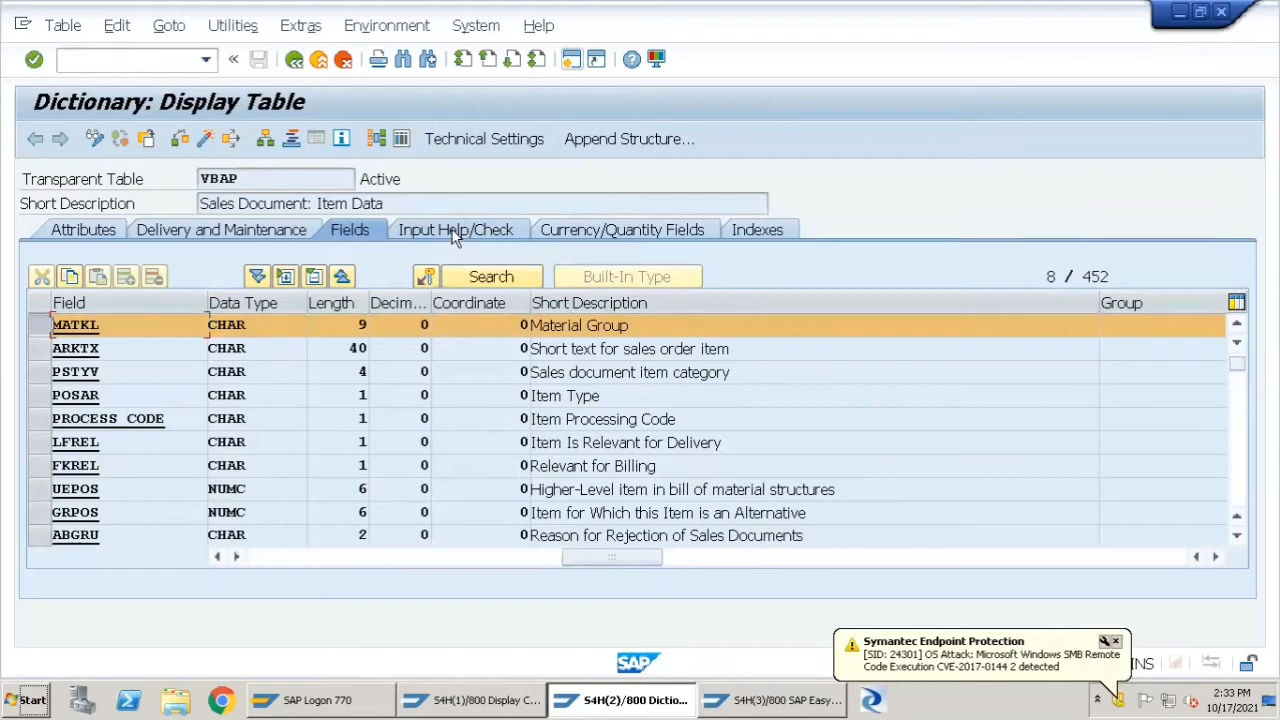 Table Edit Goto Utilities Extras Environment System Help
Dictionary: Display Table
Technical Settings Append Structure...
Transparent Table VBAP Active
Short Description Sales Document: Item Data
Attributes Delivery and Maintenance Fields Input Help/Check Currency/Quantity Fields Indexes
Search Built-In Type 8 / 452
Field Data Type Length Decim... Coordinate Short Description Group
MATKL CHAR 9 0 0 Material Group
ARKTX CHAR 40 0 0 Short text for sales order item
PSTYV CHAR 4 0 0 Sales document item category
POSAR CHAR 1 0 0 Item Type
PROCESS CODE CHAR 1 0 0 Item Processing Code
LFREL CHAR 1 0 0 Item Is Relevant for Delivery
FKREL CHAR 1 0 0 Relevant for Billing
UEPOS NUMC 6 0 0 Higher-Level item in bill of material structures
GRPOS NUMC 6 0 0 Item for Which this Item is an Alternative
ABGRU CHAR 2 0 0 Reason for Rejection of Sales Documents
Symantec Endpoint Protection
[SID: 24301] OS Attack: Microsoft Windows SMB Remote
Code Execution CVE-2017-0144 2 detected
SAP
INS
Start SAP Logon 770 S4H(1)/800 Display C... S4H(2)/800 Dictio... S4H(3)/800 SAP Easy... 2:33 PM
10/17/2021